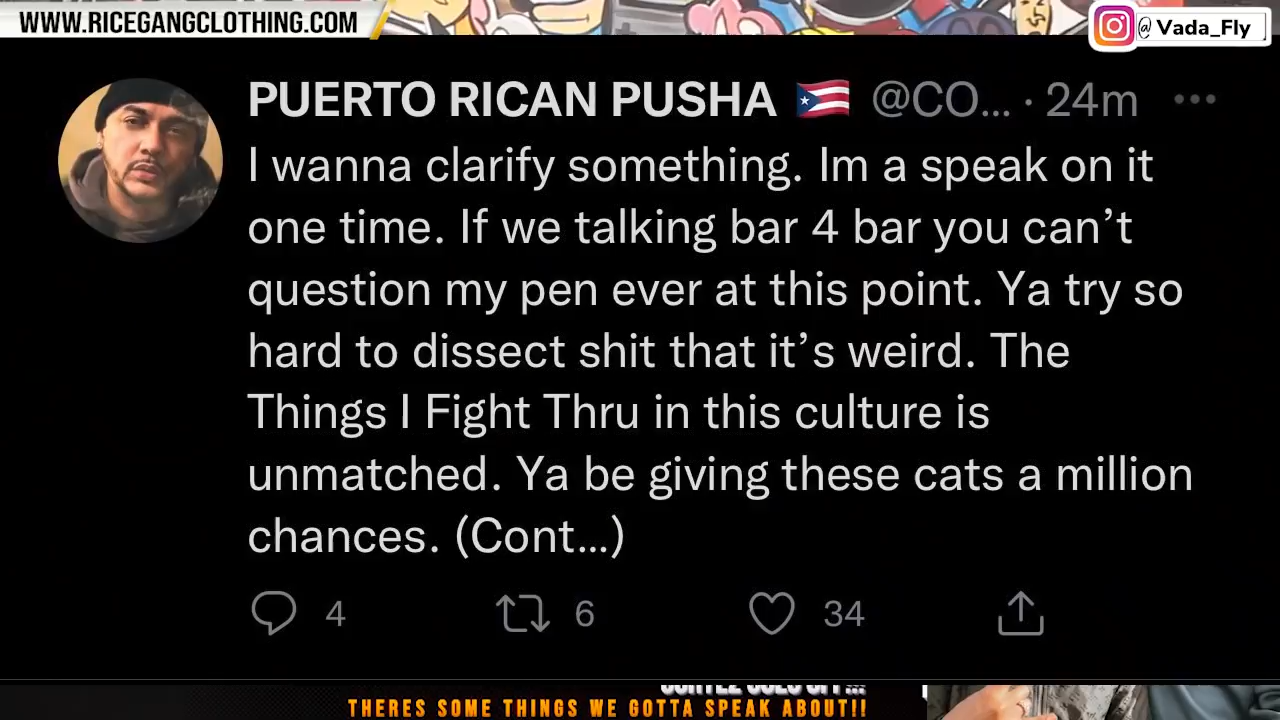 WWW.RICEGANGCLOTHING.COM
@ Vada_Fly
PUERTO RICAN PUSHA 🇵🇷 @CO... · 24m
I wanna clarify something. Im a speak on it
one time. If we talking bar 4 bar you can’t
question my pen ever at this point. Ya try so
hard to dissect shit that it’s weird. The
Things I Fight Thru in this culture is
unmatched. Ya be giving these cats a million
chances. (Cont...)
4 6 34
THERES SOME THINGS WE GOTTA SPEAK ABOUT!!